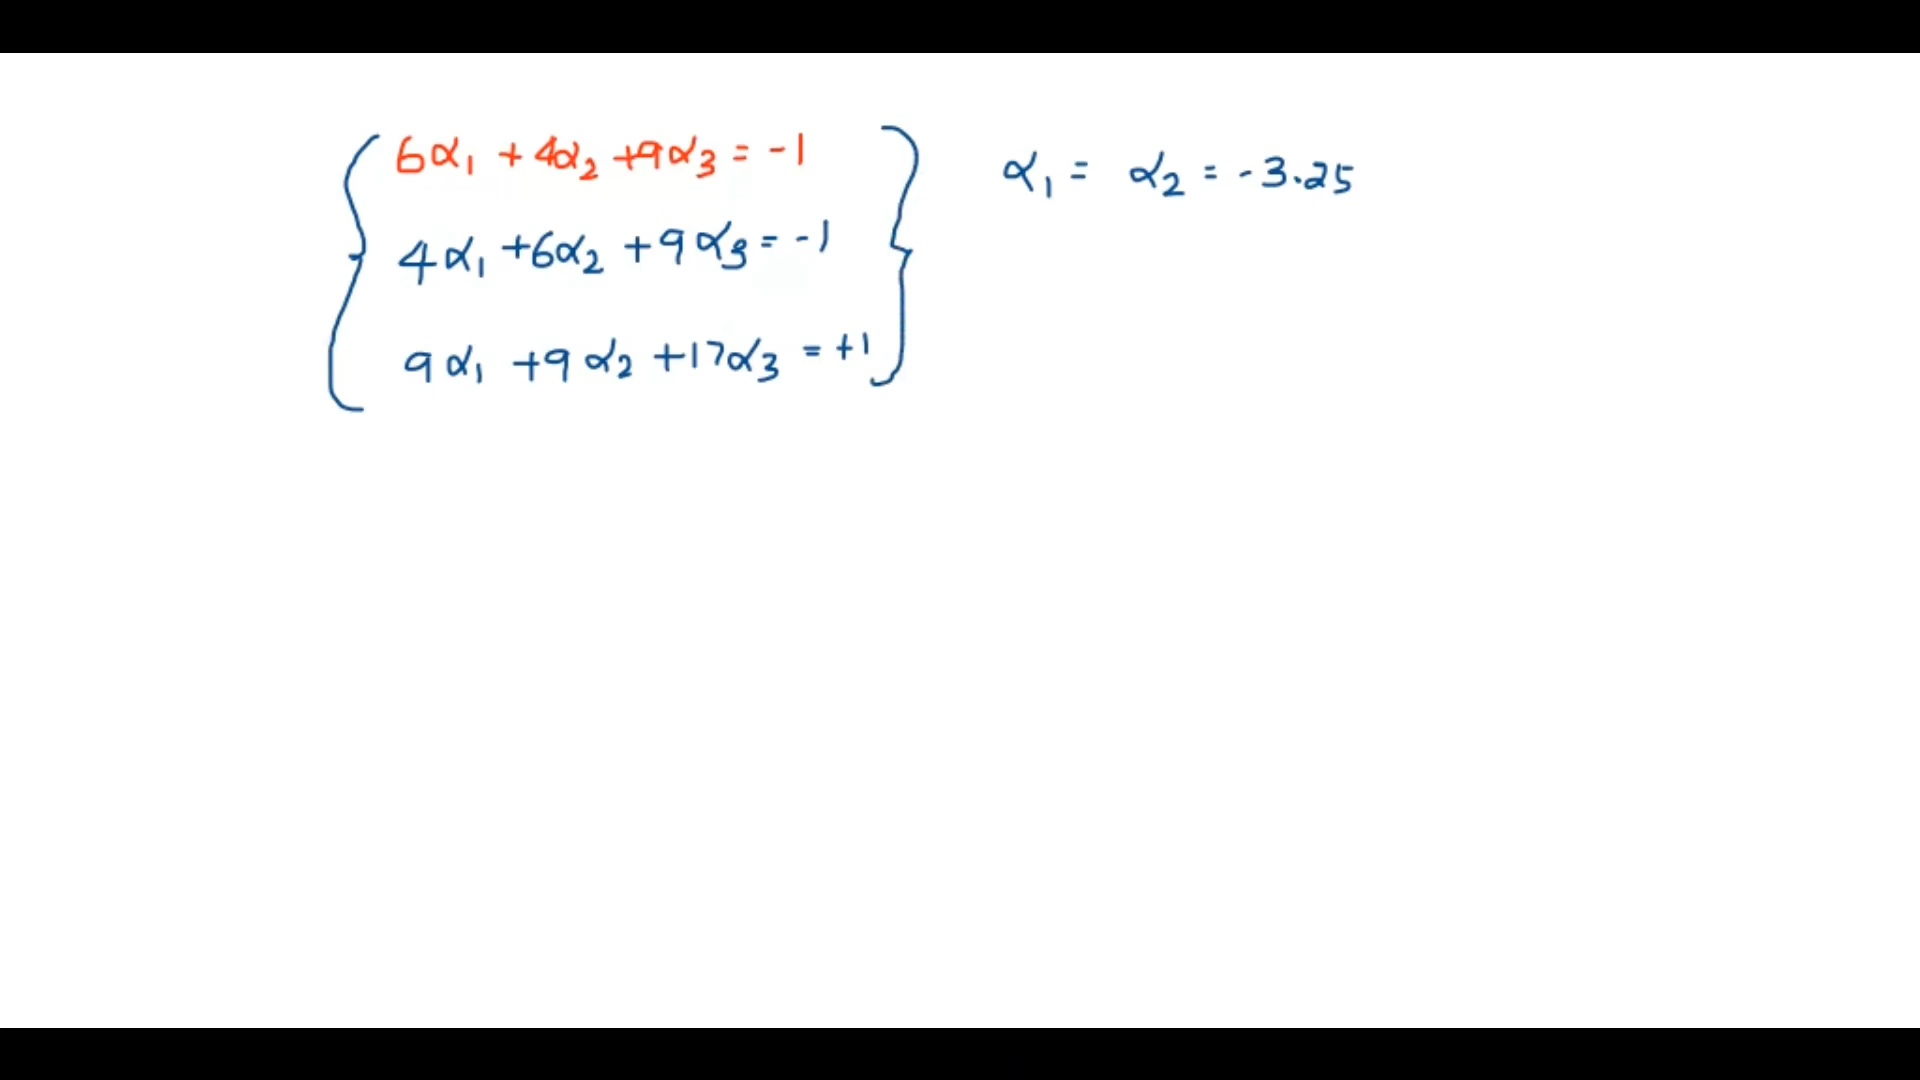 6α₁ + 4α₂ + 9α₃ = -1
α₁ = α₂ = -3.25
4α₁ + 6α₂ + 9α₃ = -1
9α₁ + 9α₂ + 17α₃ = +1